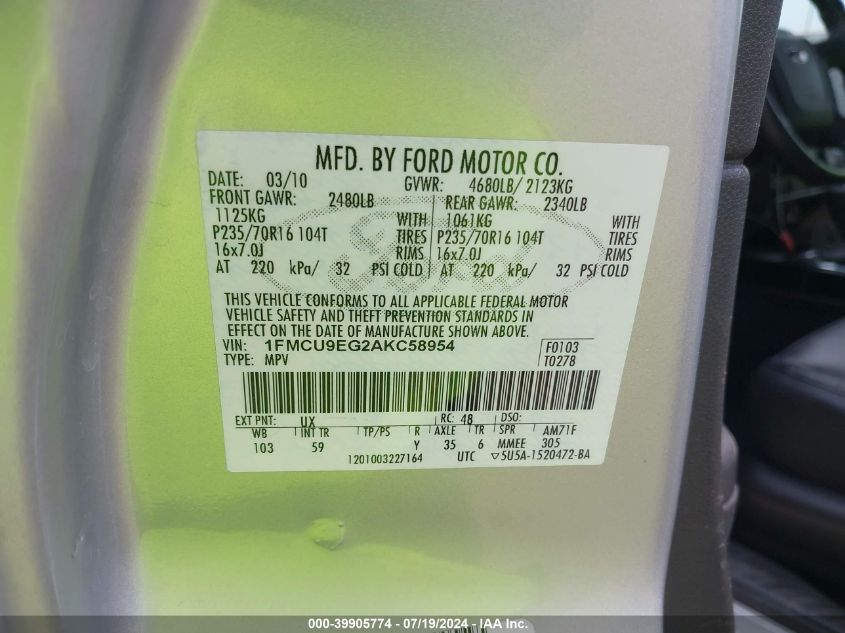 MFD. BY FORD MOTOR CO.
DATE: 03/10 GVWR: 4680LB/ 2123KG
FRONT GAWR: 2480LB REAR GAWR: 2340LB
1125KG WITH 1061KG WITH
P235/70R16 104T TIRES P235/70R16 104T TIRES
16x7.0J RIMS 16x7.0J RIMS
AT 220 kPa/ 32 PSI COLD AT 220 kPa/ 32 PSI COLD
THIS VEHICLE CONFORMS TO ALL APPLICABLE FEDERAL MOTOR
VEHICLE SAFETY AND THEFT PREVENTION STANDARDS IN
EFFECT ON THE DATE OF MANUFACTURE SHOWN ABOVE.
VIN: 1FMCU9EG2AKC58954 F0103
TYPE: MPV T0278
EXT PNT: UX RC: 48 DSO:
WB INT TR TP/PS R AXLE TR SPR AM71F
103 59 Y 35 6 MMEE 305
1201003227164 UTC ▽5U5A-1520472-BA
000-39905774 - 07/19/2024 - IAA Inc.